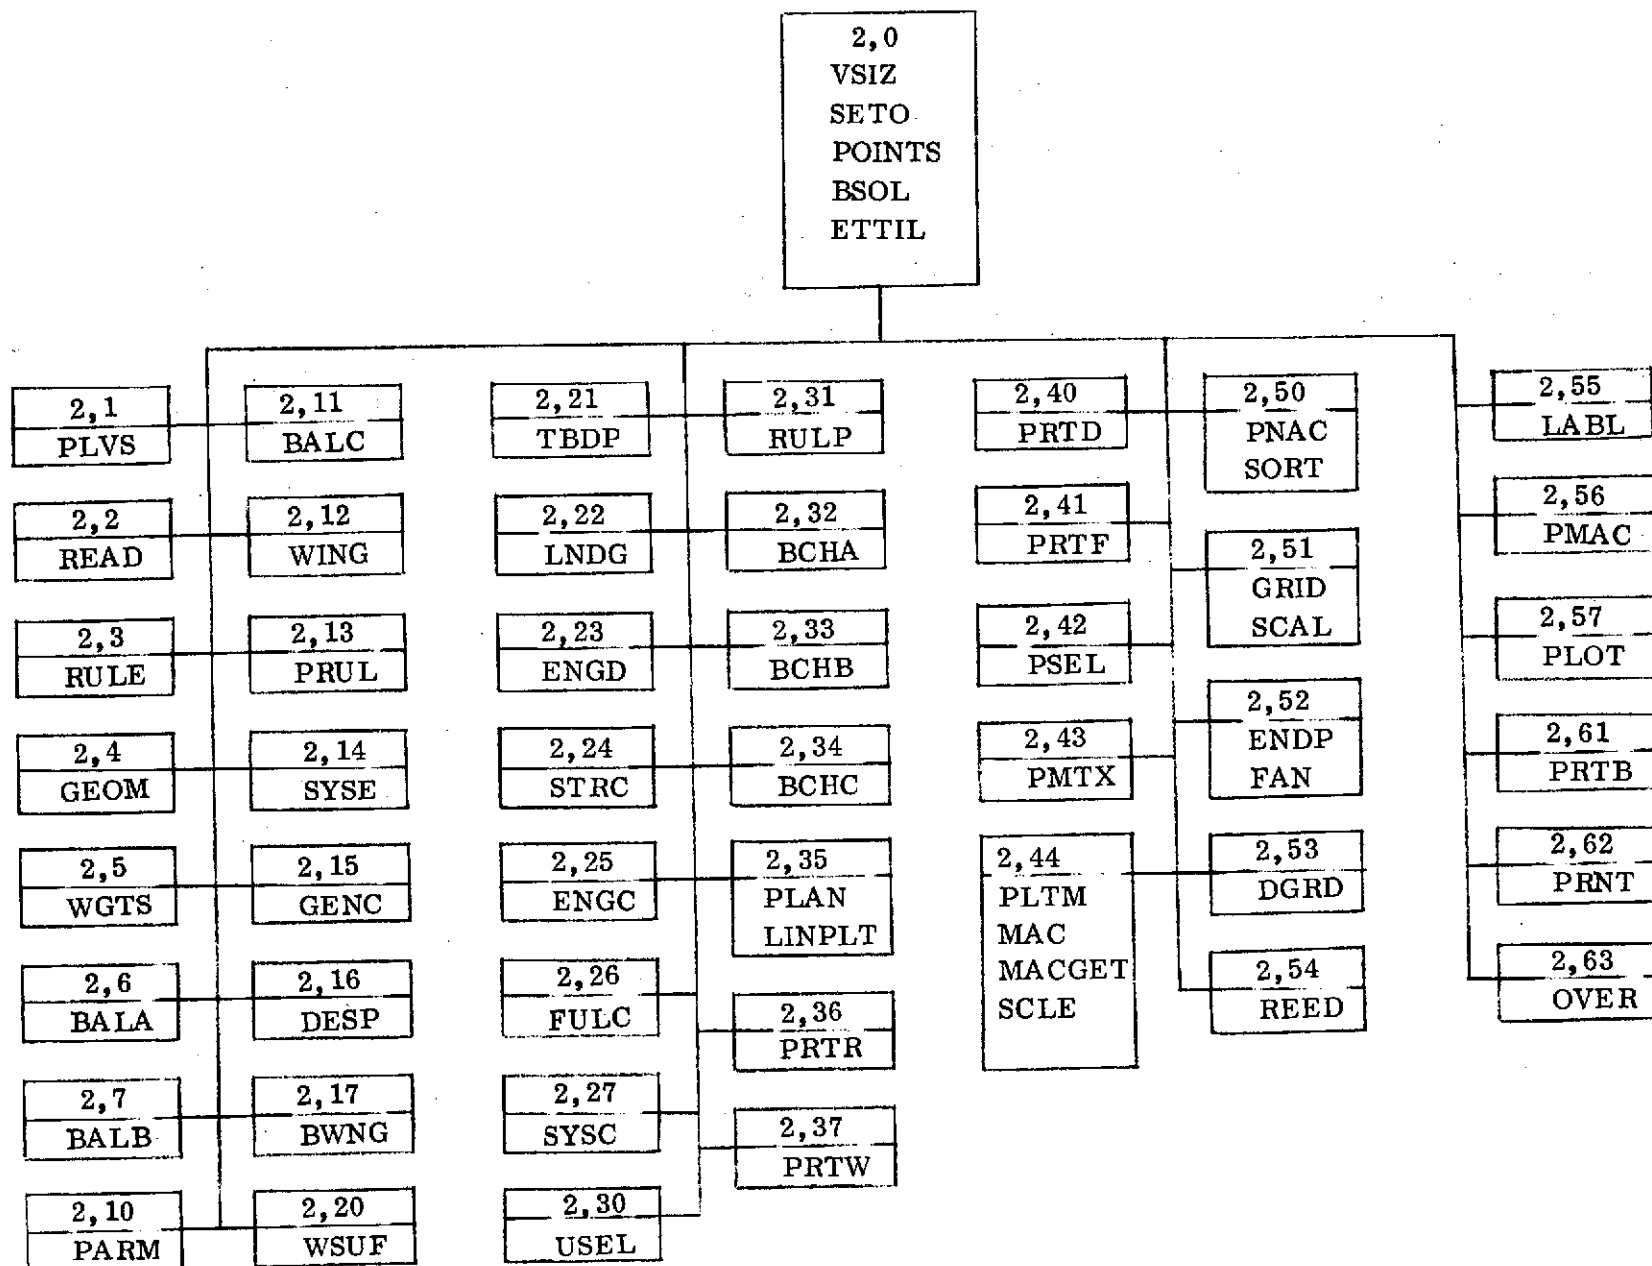 2,0
VSIZ
SETO
POINTS
BSOL
ETTIL
2,1
PLVS
2,2
READ
2,3
RULE
2,4
GEOM
2,5
WGTS
2,6
BALA
2,7
BALB
2,10
PARM
2,11
BALC
2,12
WING
2,13
PRUL
2,14
SYSE
2,15
GENC
2,16
DESP
2,17
BWNG
2,20
WSUF
2,21
TBDP
2,22
LNDG
2,23
ENGD
2,24
STRC
2,25
ENGC
2,26
FULC
2,27
SYSC
2,30
USEL
2,31
RULP
2,32
BCHA
2,33
BCHB
2,34
BCHC
2,35
PLAN
LINPLT
2,36
PRTR
2,37
PRTW
2,40
PRTD
2,41
PRTF
2,42
PSEL
2,43
PMTX
2,44
PLTM
MAC
MACGET
SCLE
2,50
PNAC
SORT
2,51
GRID
SCAL
2,52
ENDP
FAN
2,53
DGRD
2,54
REED
2,55
LABL
2,56
PMAC
2,57
PLOT
2,61
PRTB
2,62
PRNT
2,63
OVER